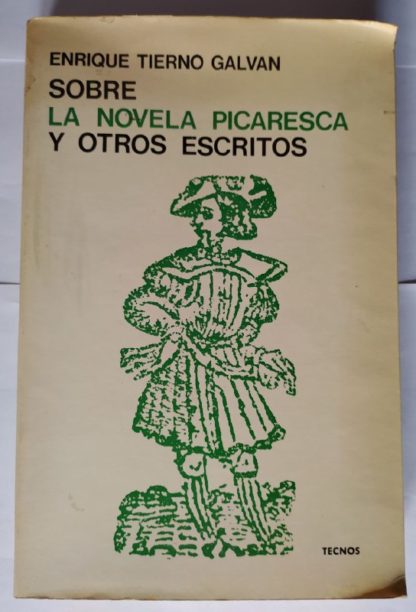 ENRIQUE TIERNO GALVAN
SOBRE
LA NOVELA PICARESCA
Y OTROS ESCRITOS
TECNOS